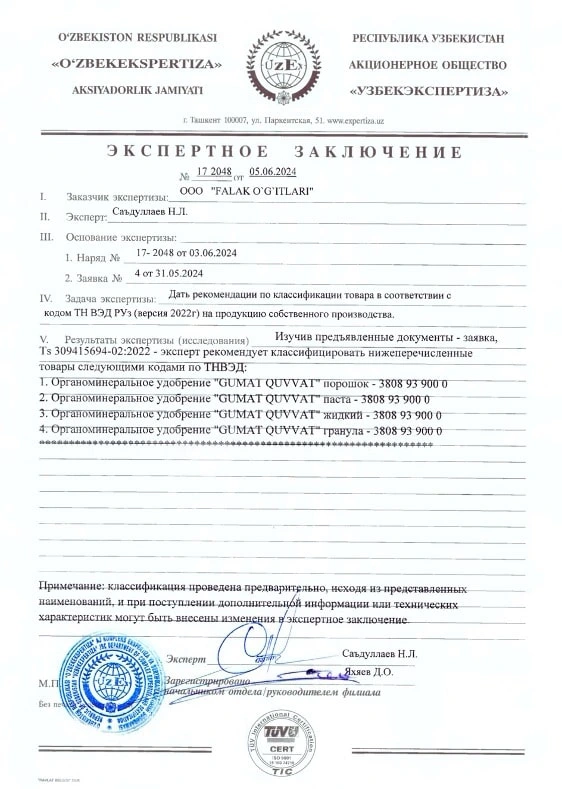 O‘ZBEKISTON RESPUBLIKASI
«O‘ZBEKEKSPERTIZA»
AKSIYADORLIK JAMIYATI
UzEx
РЕСПУБЛИКА УЗБЕКИСТАН
АКЦИОНЕРНОЕ ОБЩЕСТВО
«УЗБЕКЭКСПЕРТИЗА»
г. Ташкент 100007, ул. Паркентская, 51. www.expertiza.uz
ЭКСПЕРТНОЕ ЗАКЛЮЧЕНИЕ
№ 17 2048 от 05.06.2024
I. Заказчик экспертизы: ООО "FALAK O`G`ITLARI"
II. Эксперт: Саъдуллаев Н.Л.
III. Основание экспертизы:
1. Наряд № 17- 2048 от 03.06.2024
2. Заявка № 4 от 31.05.2024
IV. Задача экспертизы: Дать рекомендации по классификации товара в соответствии с
кодом ТН ВЭД РУз (версия 2022г) на продукцию собственного производства.
V. Результаты экспертизы (исследования) Изучив предъявленные документы - заявка,
Ts 309415694-02:2022 - эксперт рекомендует классифицировать нижеперечисленные
товары следующими кодами по ТНВЭД:
1. Органоминеральное удобрение "GUMAT QUVVAT" порошок - 3808 93 900 0
2. Органоминеральное удобрение "GUMAT QUVVAT" паста - 3808 93 900 0
3. Органоминеральное удобрение "GUMAT QUVVAT" жидкий - 3808 93 900 0
4. Органоминеральное удобрение "GUMAT QUVVAT" гранула - 3808 93 900 0
Примечание: классификация проведена предварительно, исходя из представленных
наименований, и при поступлении дополнительной информации или технических
характеристик могут быть внесены изменения в экспертное заключение.
Эксперт Саъдуллаев Н.Л.
М.П. Зарегистрировано Яхяев Д.О.
начальником отдела/руководителем филиала
Без
UzEx
TÜV International Certification
TÜV
CERT
ISO 9001
TIC